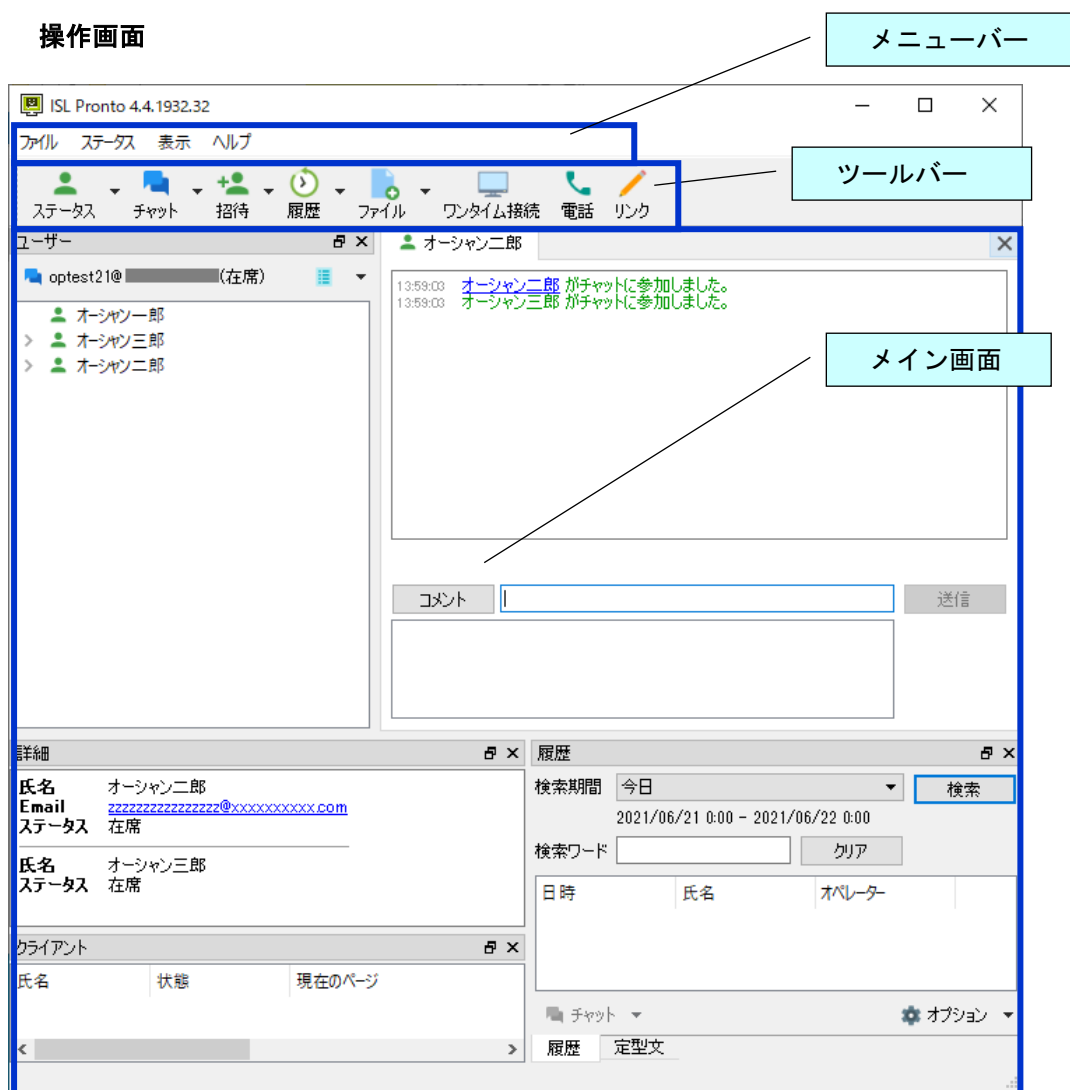 操作画面
メニューバー
ISL Pronto 4.4.1932.32
ファイル ステータス 表示 ヘルプ
ツールバー
ステータス チャット 招待 履歴 ファイル ワンタイム接続 電話 リンク
ユーザー
オーシャン二郎
optest21@ (在席)
13:59:03 オーシャン二郎 がチャットに参加しました。
13:59:03 オーシャン三郎 がチャットに参加しました。
オーシャン一郎
オーシャン三郎
オーシャン二郎
メイン画面
コメント
送信
詳細
氏名 オーシャン二郎
Email zzzzzzzzzzzzzzzz@xxxxxxxxxx.com
ステータス 在席
氏名 オーシャン三郎
ステータス 在席
履歴
検索期間 今日 検索
2021/06/21 0:00 - 2021/06/22 0:00
検索ワード クリア
日時 氏名 オペレーター
クライアント
氏名 状態 現在のページ
チャット オプション
履歴 定型文